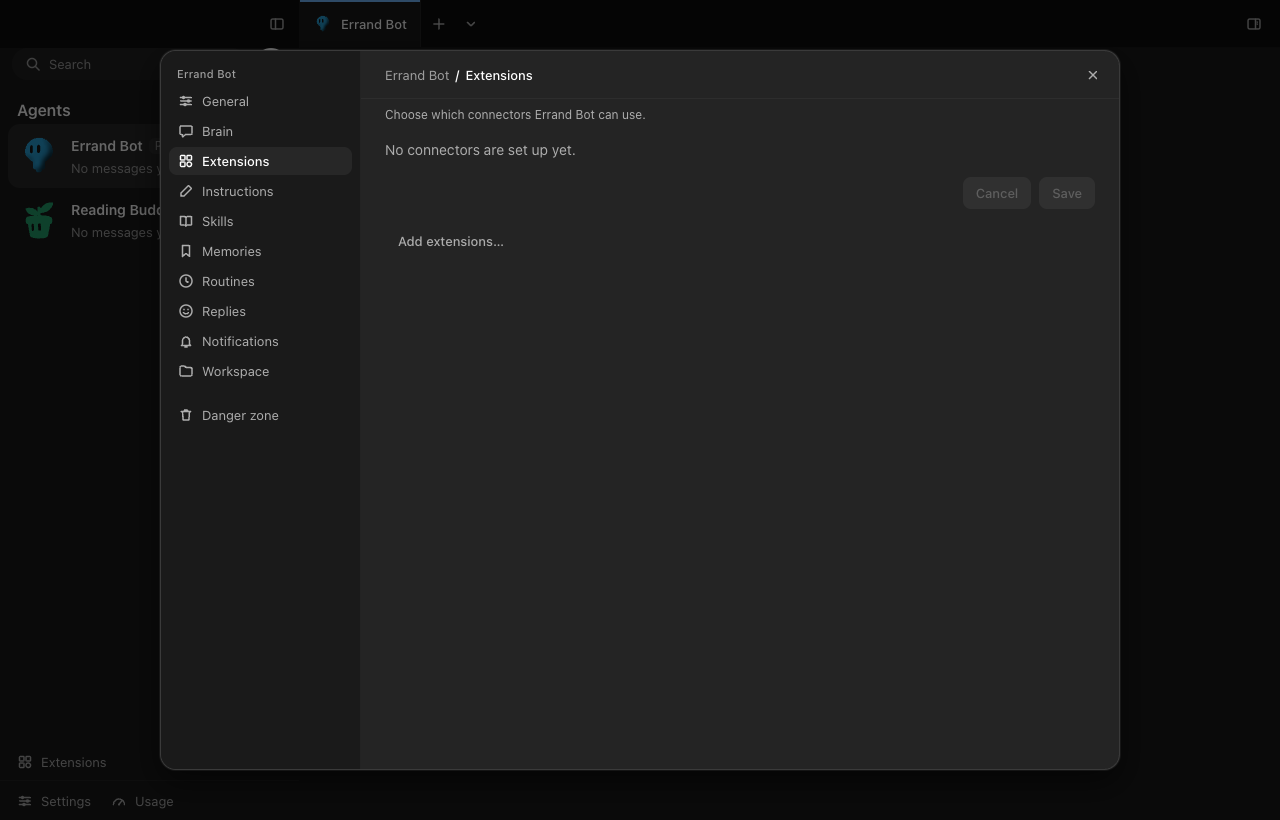 Errand Bot
Search
Agents
Errand Bot
No messages
Reading
No messages
Extensions
Settings
Usage
Errand Bot
General
Brain
Extensions
Instructions
Skills
Memories
Routines
Replies
Notifications
Workspace
Danger zone
Errand Bot / Extensions
Choose which connectors Errand Bot can use.
No connectors are set up yet.
Cancel
Save
Add extensions...